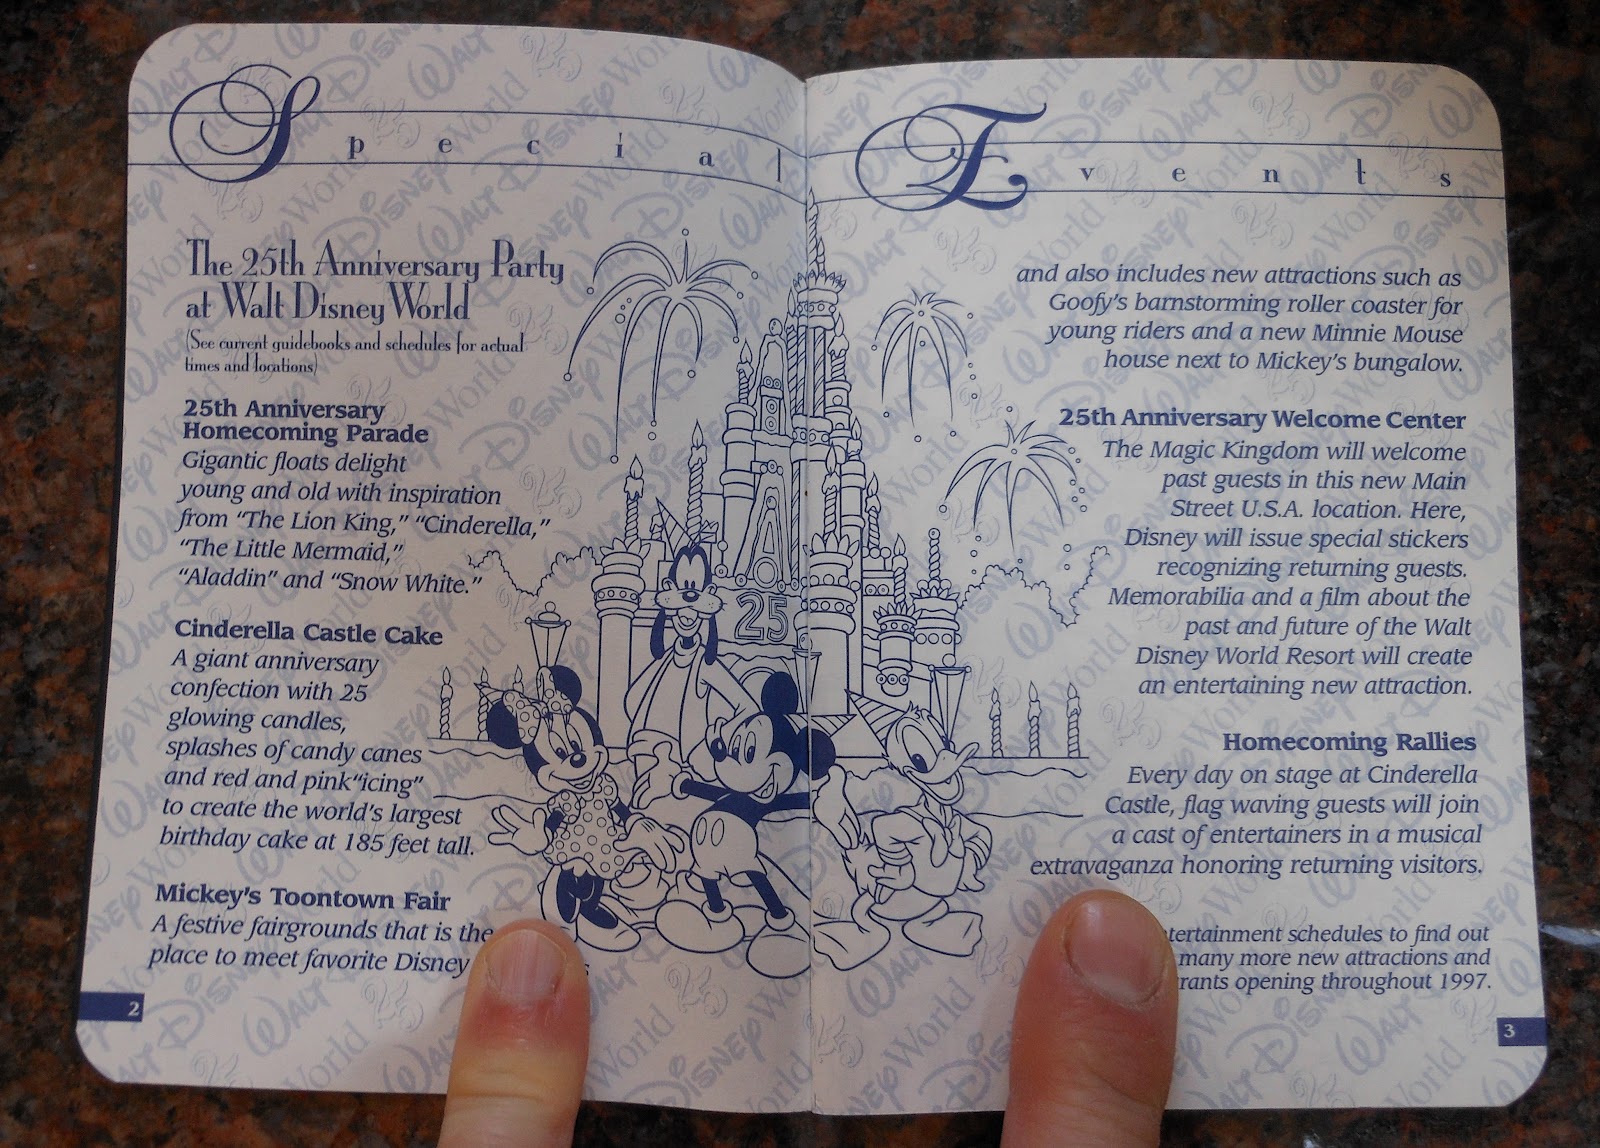 Special Events
The 25th Anniversary Party
at Walt Disney World
(See current guidebooks and schedules for actual
times and locations)
25th Anniversary
Homecoming Parade
Gigantic floats delight
young and old with inspiration
from "The Lion King," "Cinderella,"
"The Little Mermaid,"
"Aladdin" and "Snow White."
Cinderella Castle Cake
A giant anniversary
confection with 25
glowing candles,
splashes of candy canes
and red and pink "icing"
to create the world's largest
birthday cake at 185 feet tall.
Mickey's Toontown Fair
A festive fairgrounds that is the
place to meet favorite Disney
2
25
and also includes new attractions such as
Goofy's barnstorming roller coaster for
young riders and a new Minnie Mouse
house next to Mickey's bungalow.
25th Anniversary Welcome Center
The Magic Kingdom will welcome
past guests in this new Main
Street U.S.A. location. Here,
Disney will issue special stickers
recognizing returning guests.
Memorabilia and a film about the
past and future of the Walt
Disney World Resort will create
an entertaining new attraction.
Homecoming Rallies
Every day on stage at Cinderella
Castle, flag waving guests will join
a cast of entertainers in a musical
extravaganza honoring returning visitors.
tertainment schedules to find out
many more new attractions and
rants opening throughout 1997.
3